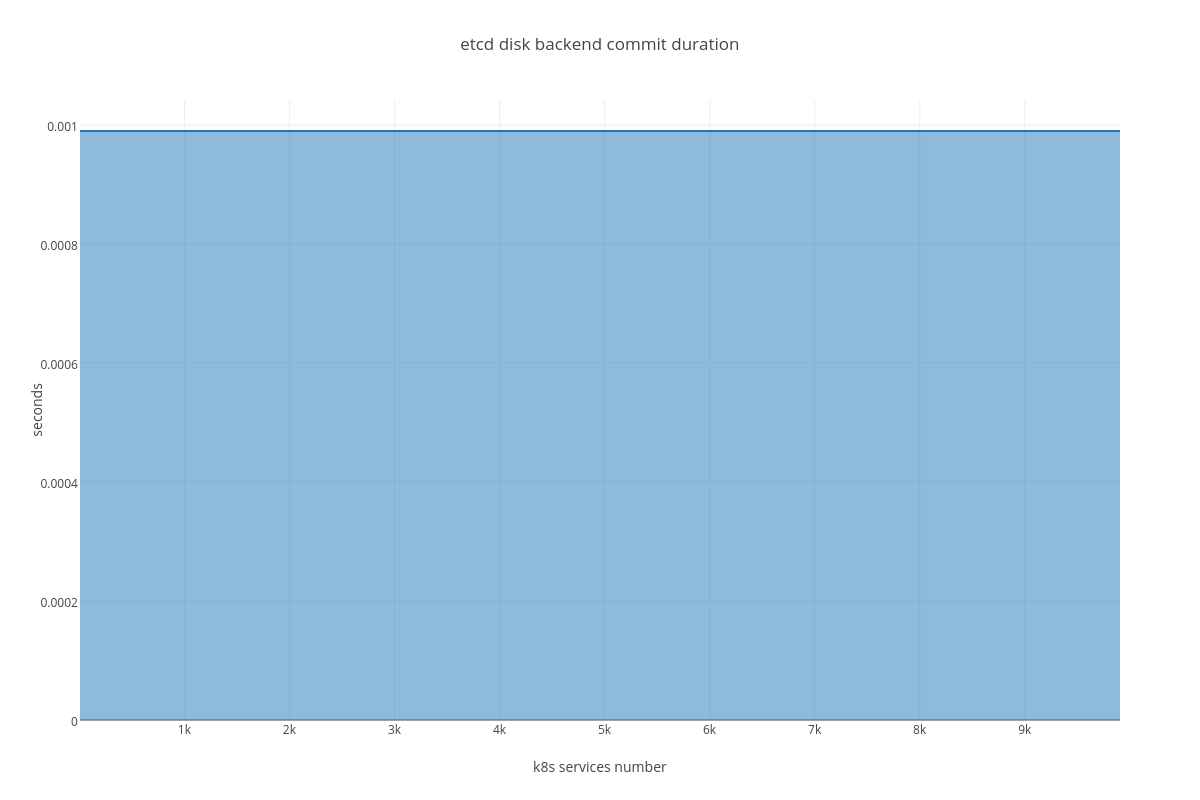 etcd disk backend commit duration
0.001
0.0008
0.0006
0.0004
0.0002
0
seconds
1k 2k 3k 4k 5k 6k 7k 8k 9k
k8s services number